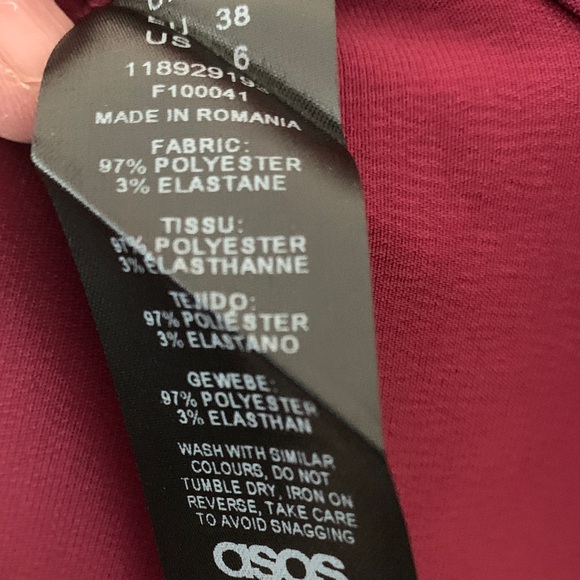 38
EU
US 6
F100041
MADE IN ROMANIA
FABRIC:
97% POLYESTER
3% ELASTANE
TISSU:
97% POLYESTER
3% ELASTHANNE
TEJIDO:
97% POLIÉSTER
3% ELASTANO
GEWEBE:
97% POLYESTER
3% ELASTHAN
WASH WITH SIMILAR
COLOURS, DO NOT
TUMBLE DRY, IRON ON
REVERSE, TAKE CARE
TO AVOID SNAGGING
asos